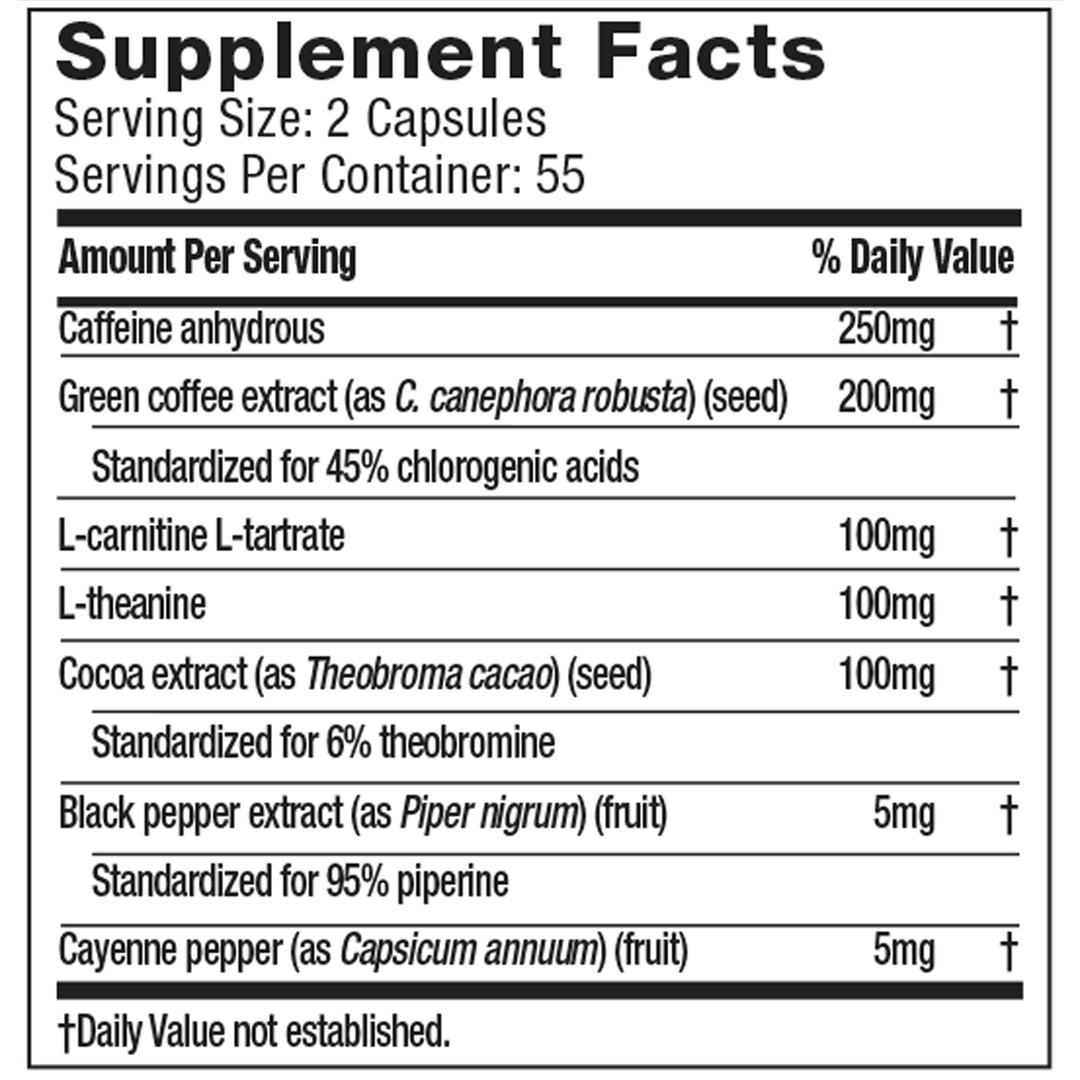 Supplement Facts
Serving Size: 2 Capsules
Servings Per Container: 55
Amount Per Serving % Daily Value
Caffeine anhydrous 250mg †
Green coffee extract (as C. canephora robusta) (seed) 200mg †
Standardized for 45% chlorogenic acids
L-carnitine L-tartrate 100mg †
L-theanine 100mg †
Cocoa extract (as Theobroma cacao) (seed) 100mg †
Standardized for 6% theobromine
Black pepper extract (as Piper nigrum) (fruit) 5mg †
Standardized for 95% piperine
Cayenne pepper (as Capsicum annuum) (fruit) 5mg †
†Daily Value not established.